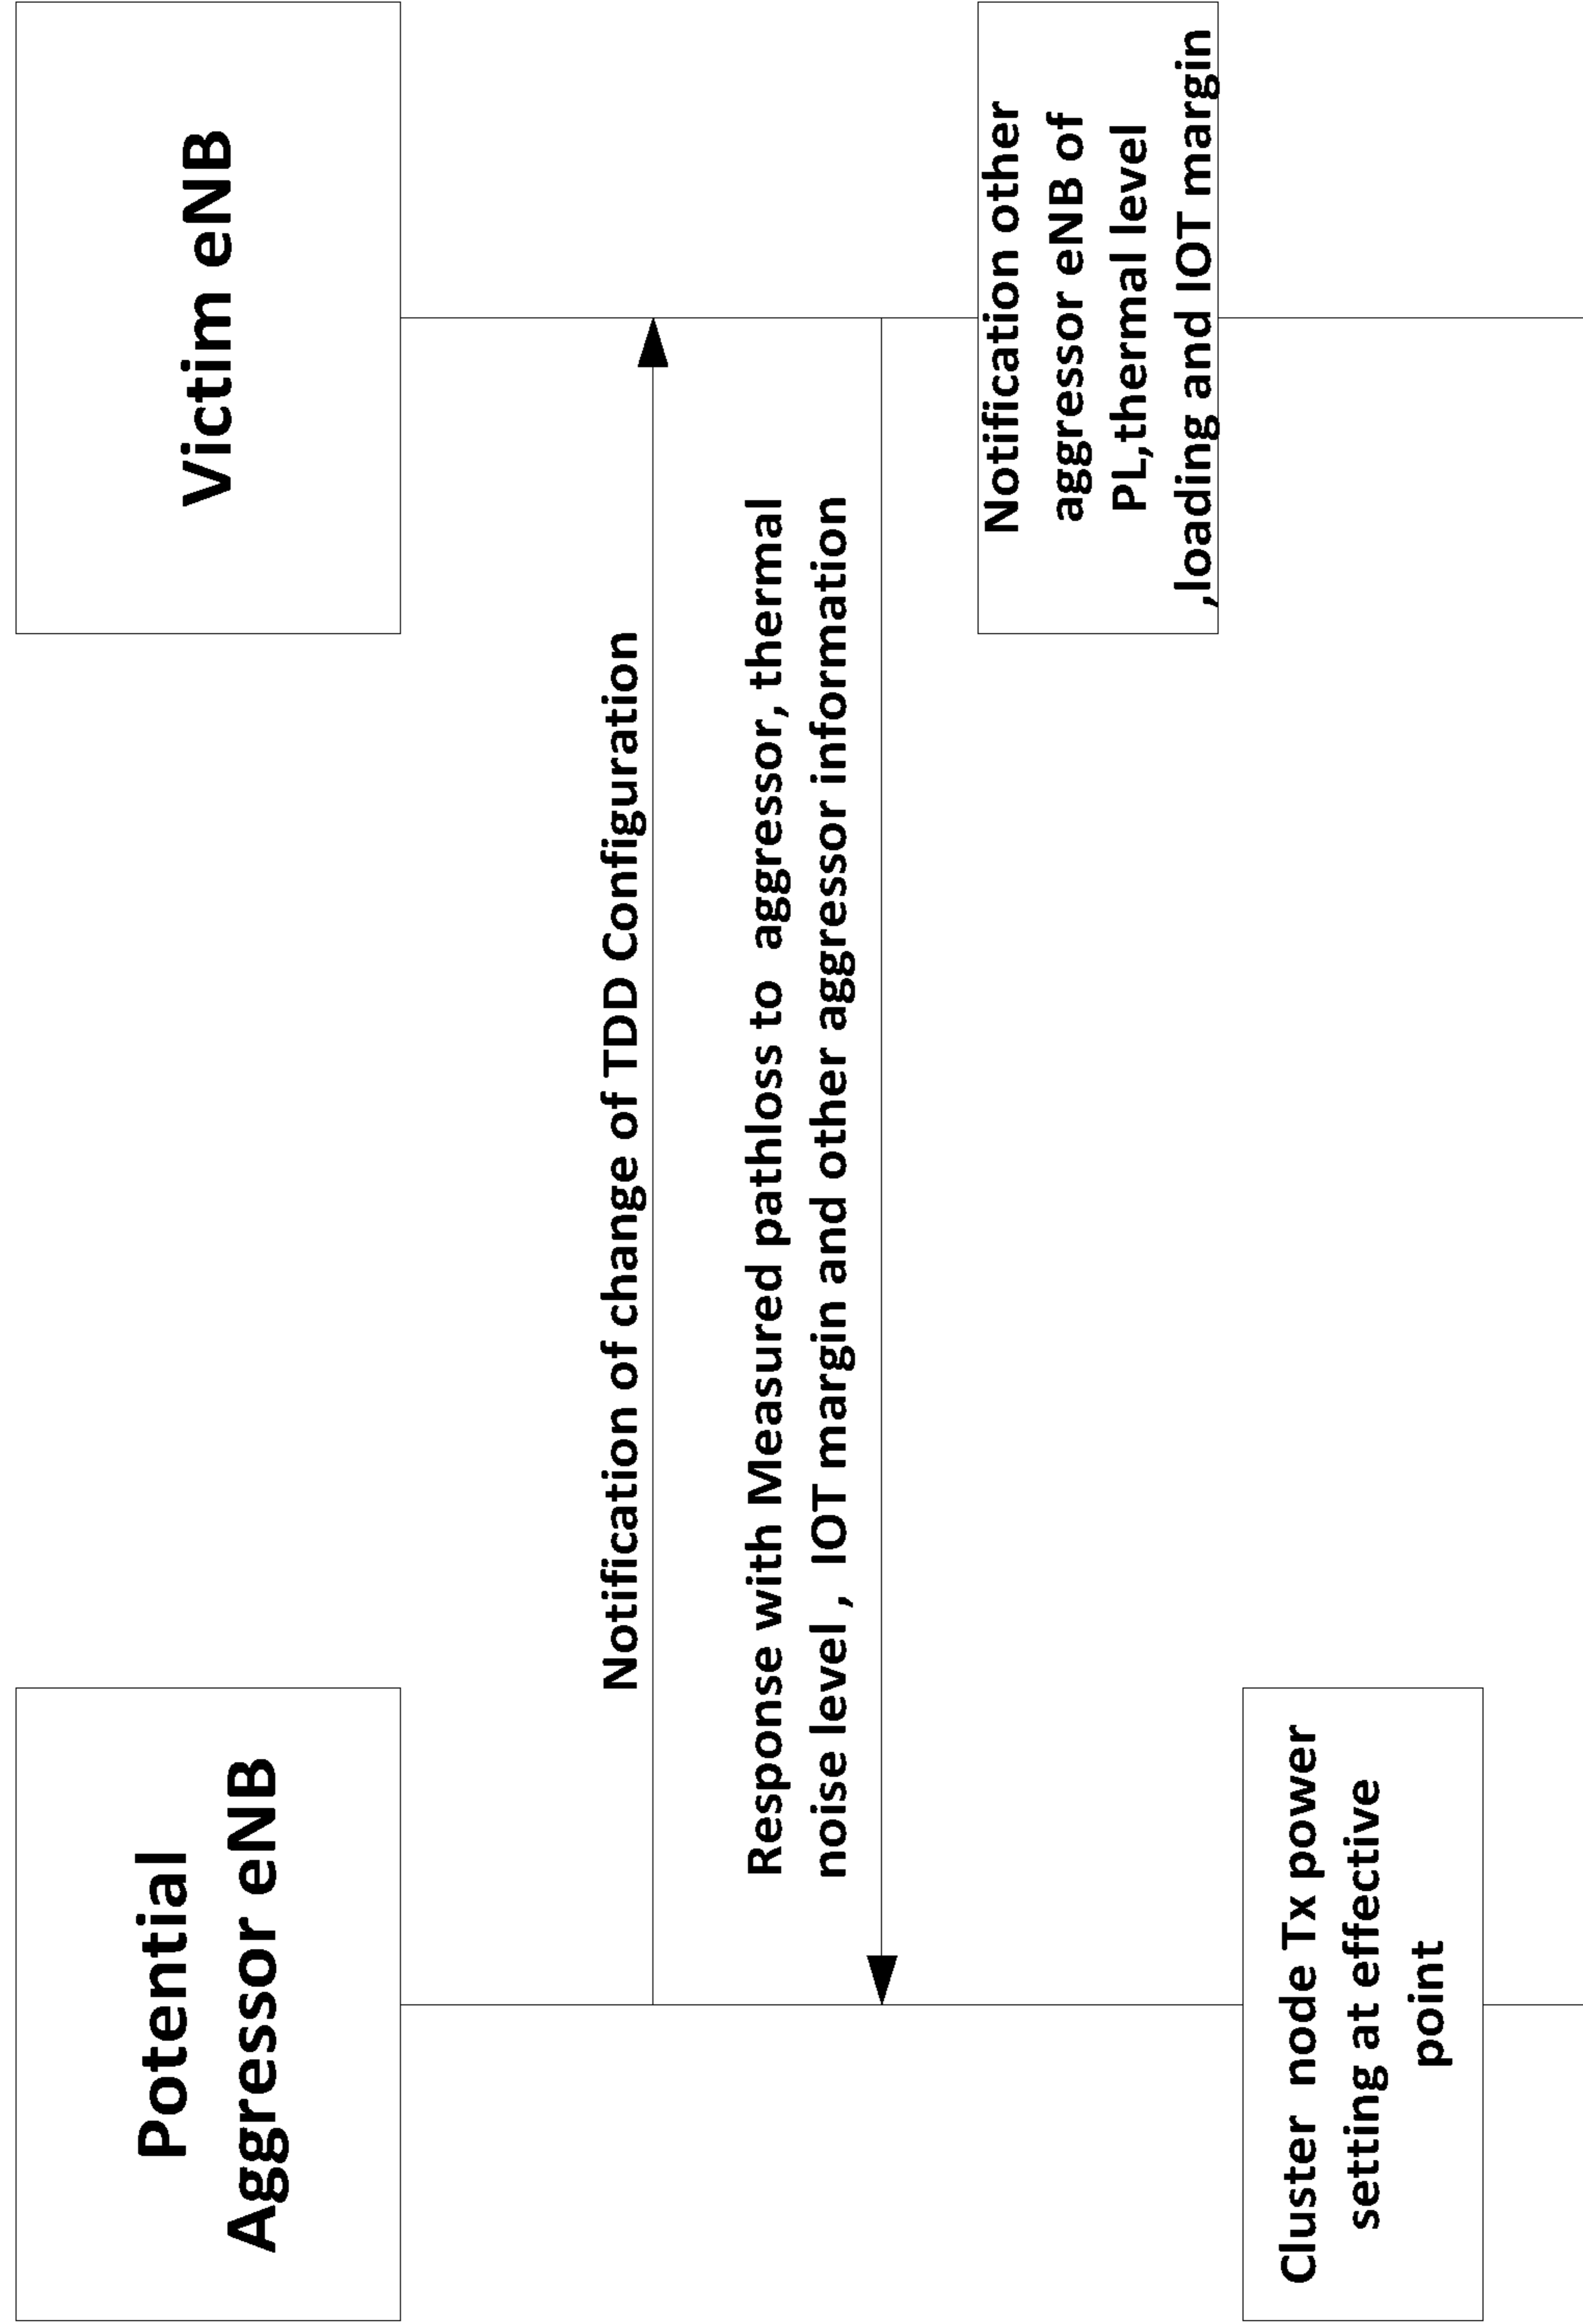 Potential
Aggressor eNB
Victim eNB
Notification of change of TDD Configuration
Response with Measured pathloss to aggressor, thermal
noise level , IOT margin and other aggressor information
Notification other
aggressor eNB of
PL,thermal level
,loading and IOT margin
Cluster node Tx power
setting at effective
point